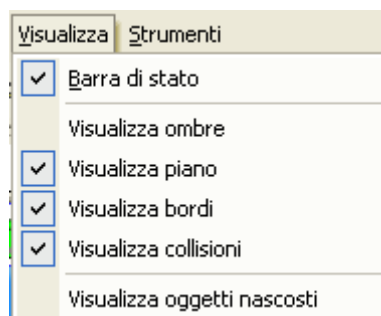 Visualizza Strumenti
Barra di stato
Visualizza ombre
Visualizza piano
Visualizza bordi
Visualizza collisioni
Visualizza oggetti nascosti